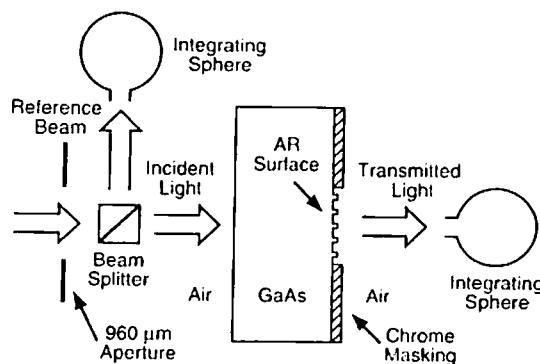 Integrating
Sphere
Reference
Beam
Incident
Light
AR
Surface
Transmitted
Light
Beam
Splitter
Air
GaAs
Air
Integrating
Sphere
960 µm
Aperture
Chrome
Masking